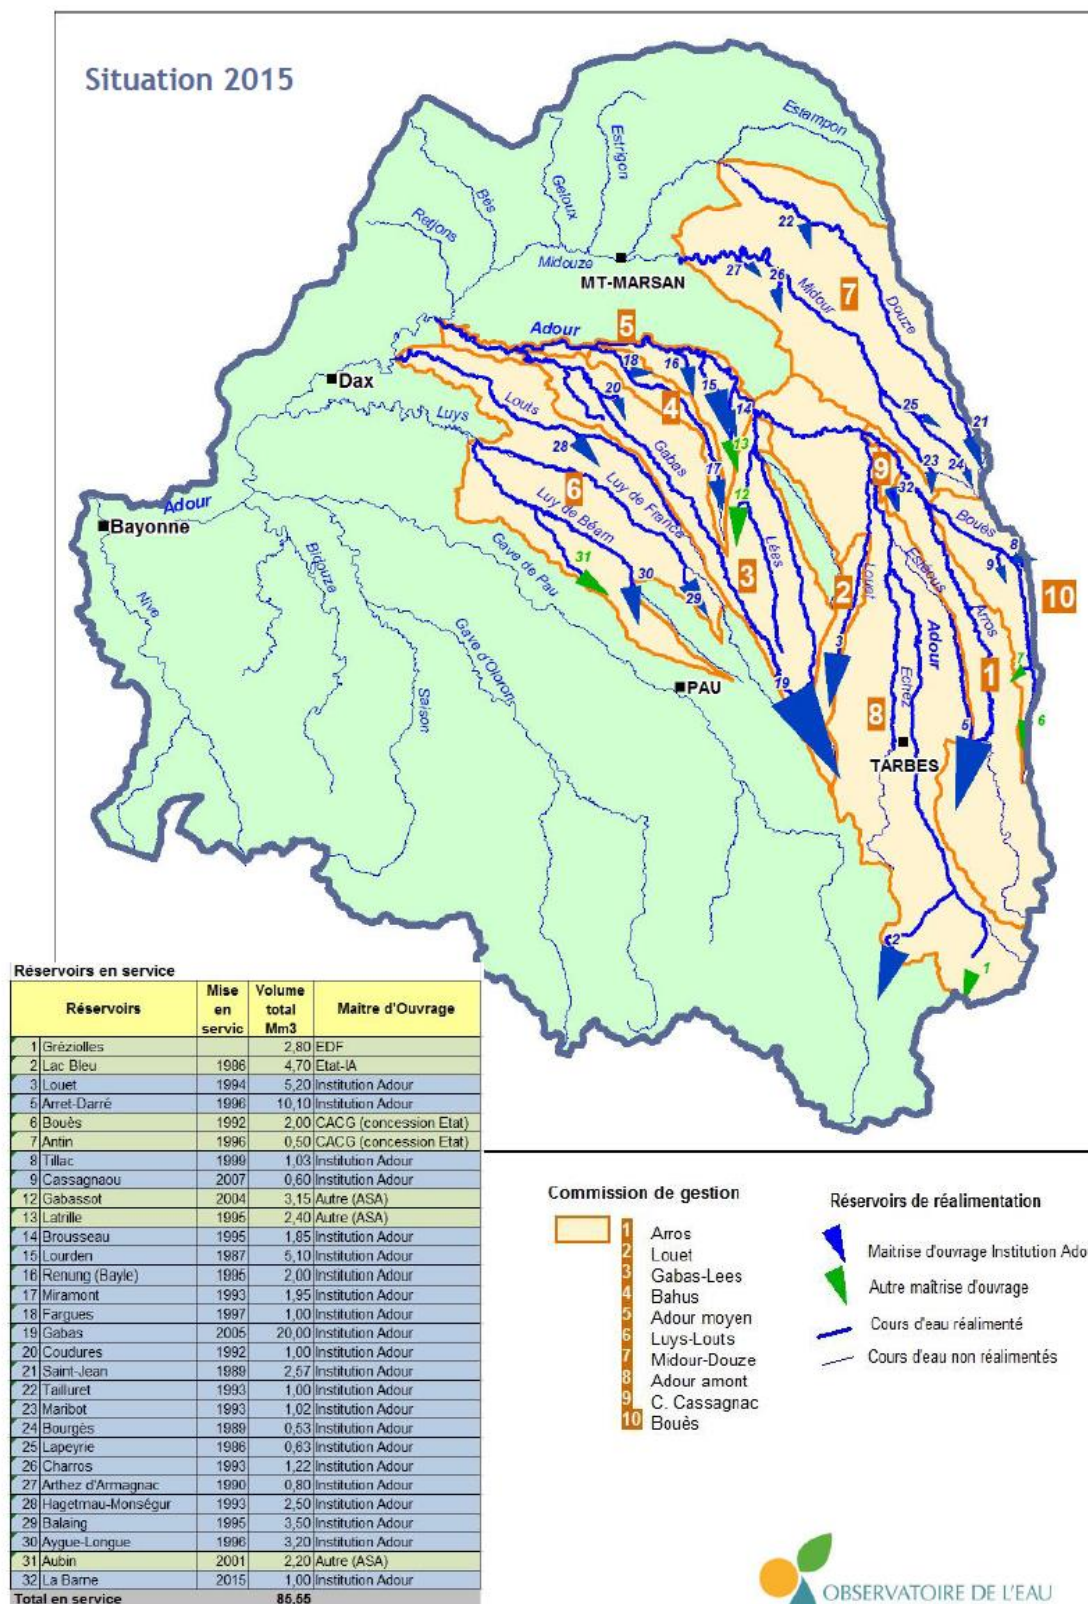 Situation 2015
Estampon
Estrigon
Geloux
Bès
Retjons
Midouze
MT-MARSAN
22
27
26
7
Midour
Douze
5
Adour
18
16
15
20
4
14
Dax
Louts
Luys
25
21
28
Gabas
13
17
9
23
24
32
6
Luy de France
Luy de Béarn
12
Bouès
8
Adour
Bayonne
Gave de Pau
31
30
29
3
Lées
2
Louet
Estéous
9
10
Nive
Bidouze
Gave d'Oloron
Saison
PAU
19
3
Echez
Adour
Arros
1
7
8
5
6
TARBES
2
1
Réservoirs en service
Réservoirs Mise en servic Volume total Mm3 Maître d'Ouvrage
1 Gréziolles 2,80 EDF
2 Lac Bleu 1986 4,70 Etat-IA
3 Louet 1994 5,20 Institution Adour
5 Arret-Darré 1996 10,10 Institution Adour
6 Bouès 1992 2,00 CACG (concession Etat)
7 Antin 1996 0,50 CACG (concession Etat)
8 Tillac 1999 1,03 Institution Adour
9 Cassagnaou 2007 0,60 Institution Adour
12 Gabassot 2004 3,15 Autre (ASA)
13 Latrille 1995 2,40 Autre (ASA)
14 Brousseau 1995 1,85 Institution Adour
15 Lourden 1987 5,10 Institution Adour
16 Renung (Bayle) 1995 2,00 Institution Adour
17 Miramont 1993 1,95 Institution Adour
18 Fargues 1997 1,00 Institution Adour
19 Gabas 2005 20,00 Institution Adour
20 Coudures 1992 1,00 Institution Adour
21 Saint-Jean 1989 2,57 Institution Adour
22 Tailluret 1993 1,00 Institution Adour
23 Maribot 1993 1,02 Institution Adour
24 Bourgès 1989 0,53 Institution Adour
25 Lapeyrie 1986 0,63 Institution Adour
26 Charros 1993 1,22 Institution Adour
27 Arthez d'Armagnac 1990 0,80 Institution Adour
28 Hagetmau-Monségur 1993 2,50 Institution Adour
29 Balaing 1995 3,50 Institution Adour
30 Aygue-Longue 1996 3,20 Institution Adour
31 Aubin 2001 2,20 Autre (ASA)
32 La Barne 2015 1,00 Institution Adour
Total en service 85,55
Commission de gestion
1 Arros
2 Louet
3 Gabas-Lees
4 Bahus
5 Adour moyen
6 Luys-Louts
7 Midour-Douze
8 Adour amont
9 C. Cassagnac
10 Bouès
Réservoirs de réalimentation
Maitrise d'ouvrage Institution Ado
Autre maîtrise d'ouvrage
Cours d'eau réalimenté
Cours d'eau non réalimentés
OBSERVATOIRE DE L'EAU